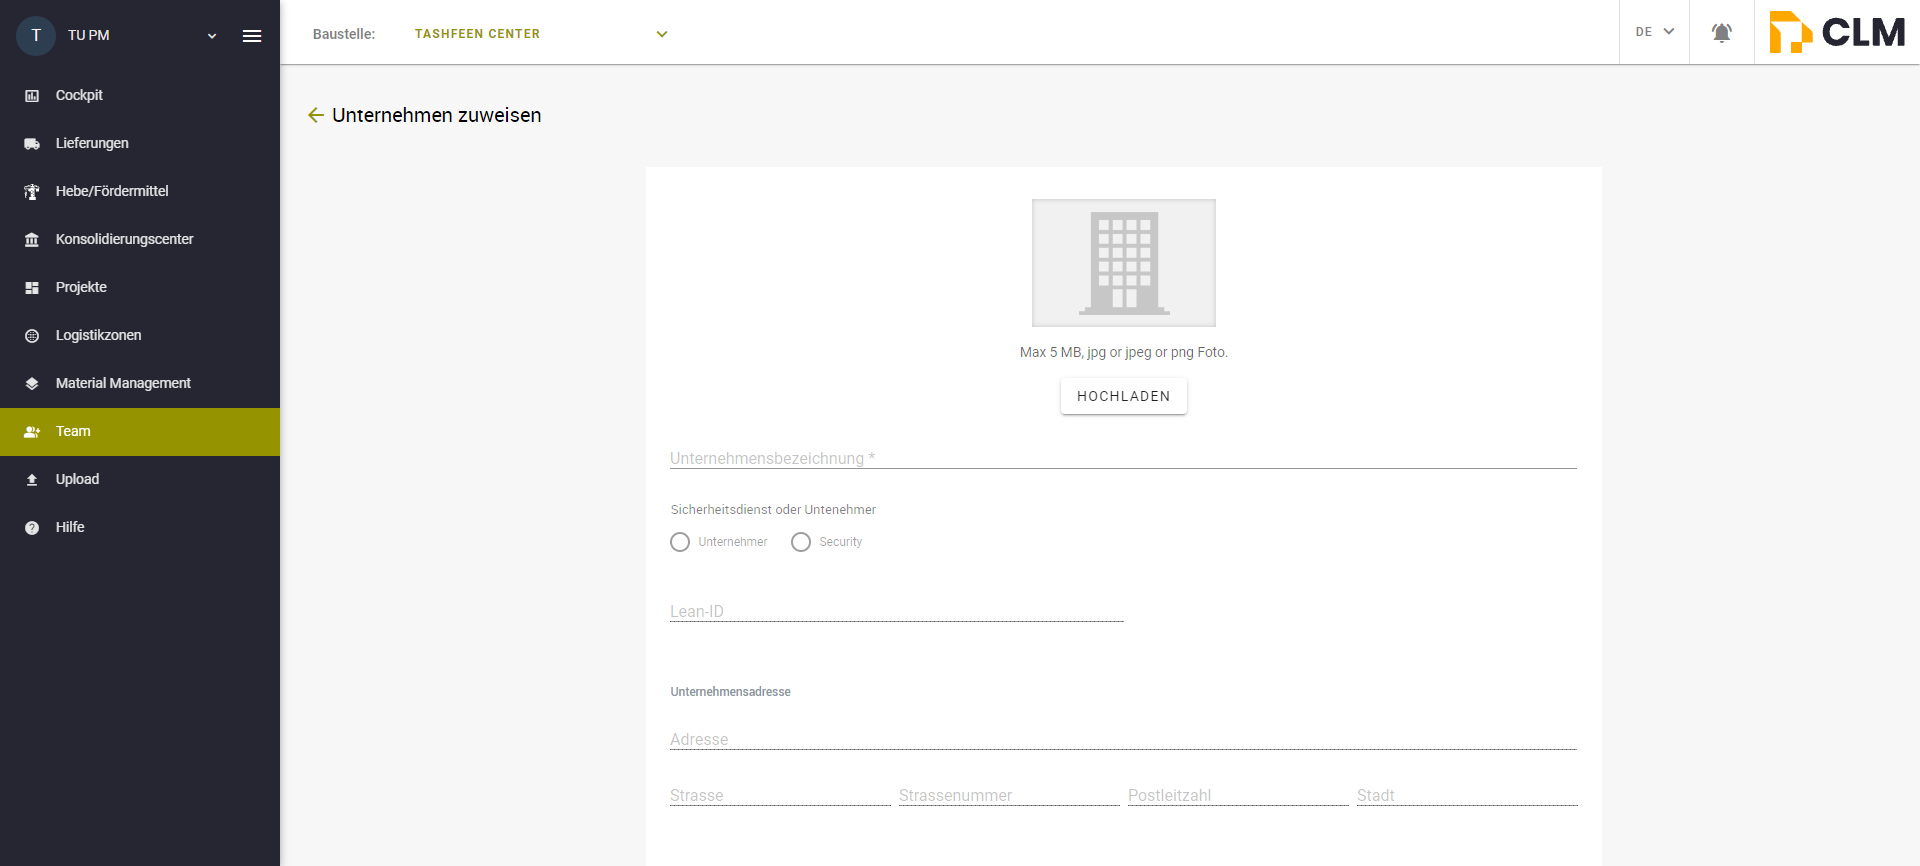 T TU PM
Baustelle: TASHFEEN CENTER
DE
CLM
Cockpit
Lieferungen
Hebe/Fördermittel
Konsolidierungscenter
Projekte
Logistikzonen
Material Management
Team
Upload
Hilfe
Unternehmen zuweisen
Max 5 MB, jpg or jpeg or png Foto.
HOCHLADEN
Unternehmensbezeichnung *
Sicherheitsdienst oder Untenehmer
Unternehmer Security
Lean-ID
Unternehmensadresse
Adresse
Strasse Strassenummer Postleitzahl Stadt